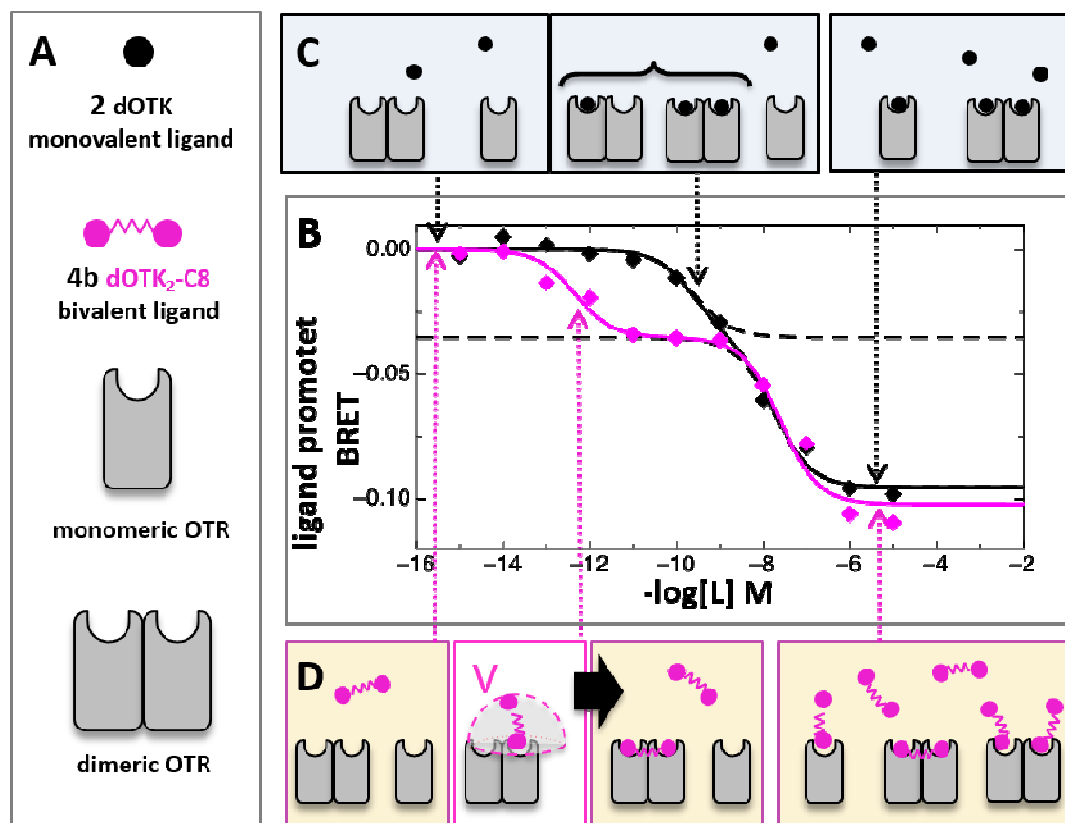 A
2 dOTK
monovalent ligand
4b dOTK₂-C8
bivalent ligand
monomeric OTR
dimeric OTR
C
B
ligand promotet
BRET
0.00
−0.05
−0.10
−16
−14
−12
−10
−8
−6
−4
−2
-log[L] M
D
V